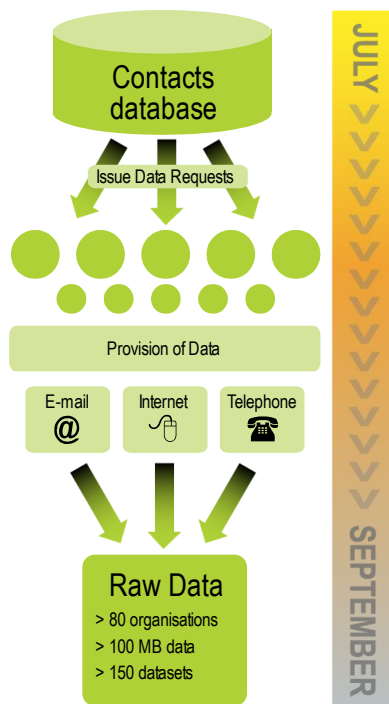 Contacts
database
Issue Data Requests
Provision of Data
E-mail
@
Internet
Telephone
Raw Data
> 80 organisations
> 100 MB data
> 150 datasets
JULY
SEPTEMBER